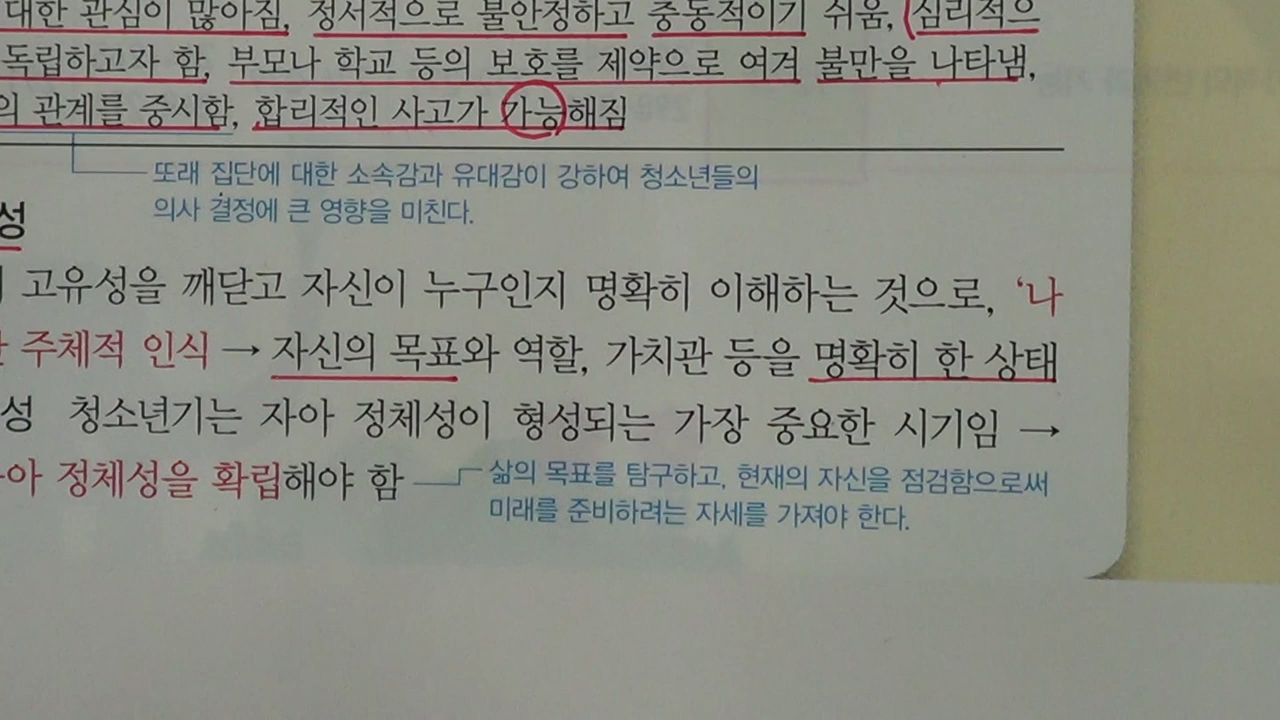 대한 관심이 많아짐, 정서적으로 불안정하고 충동적이기 쉬움, 심리적으
독립하고자 함, 부모나 학교 등의 보호를 제약으로 여겨 불만을 나타냄,
의 관계를 중시함, 합리적인 사고가 가능해짐
또래 집단에 대한 소속감과 유대감이 강하여 청소년들의
의사 결정에 큰 영향을 미친다.
성
고유성을 깨닫고 자신이 누구인지 명확히 이해하는 것으로, ‘나
주체적 인식 → 자신의 목표와 역할, 가치관 등을 명확히 한 상태
성 청소년기는 자아 정체성이 형성되는 가장 중요한 시기임 →
아 정체성을 확립해야 함
삶의 목표를 탐구하고, 현재의 자신을 점검함으로써
미래를 준비하려는 자세를 가져야 한다.